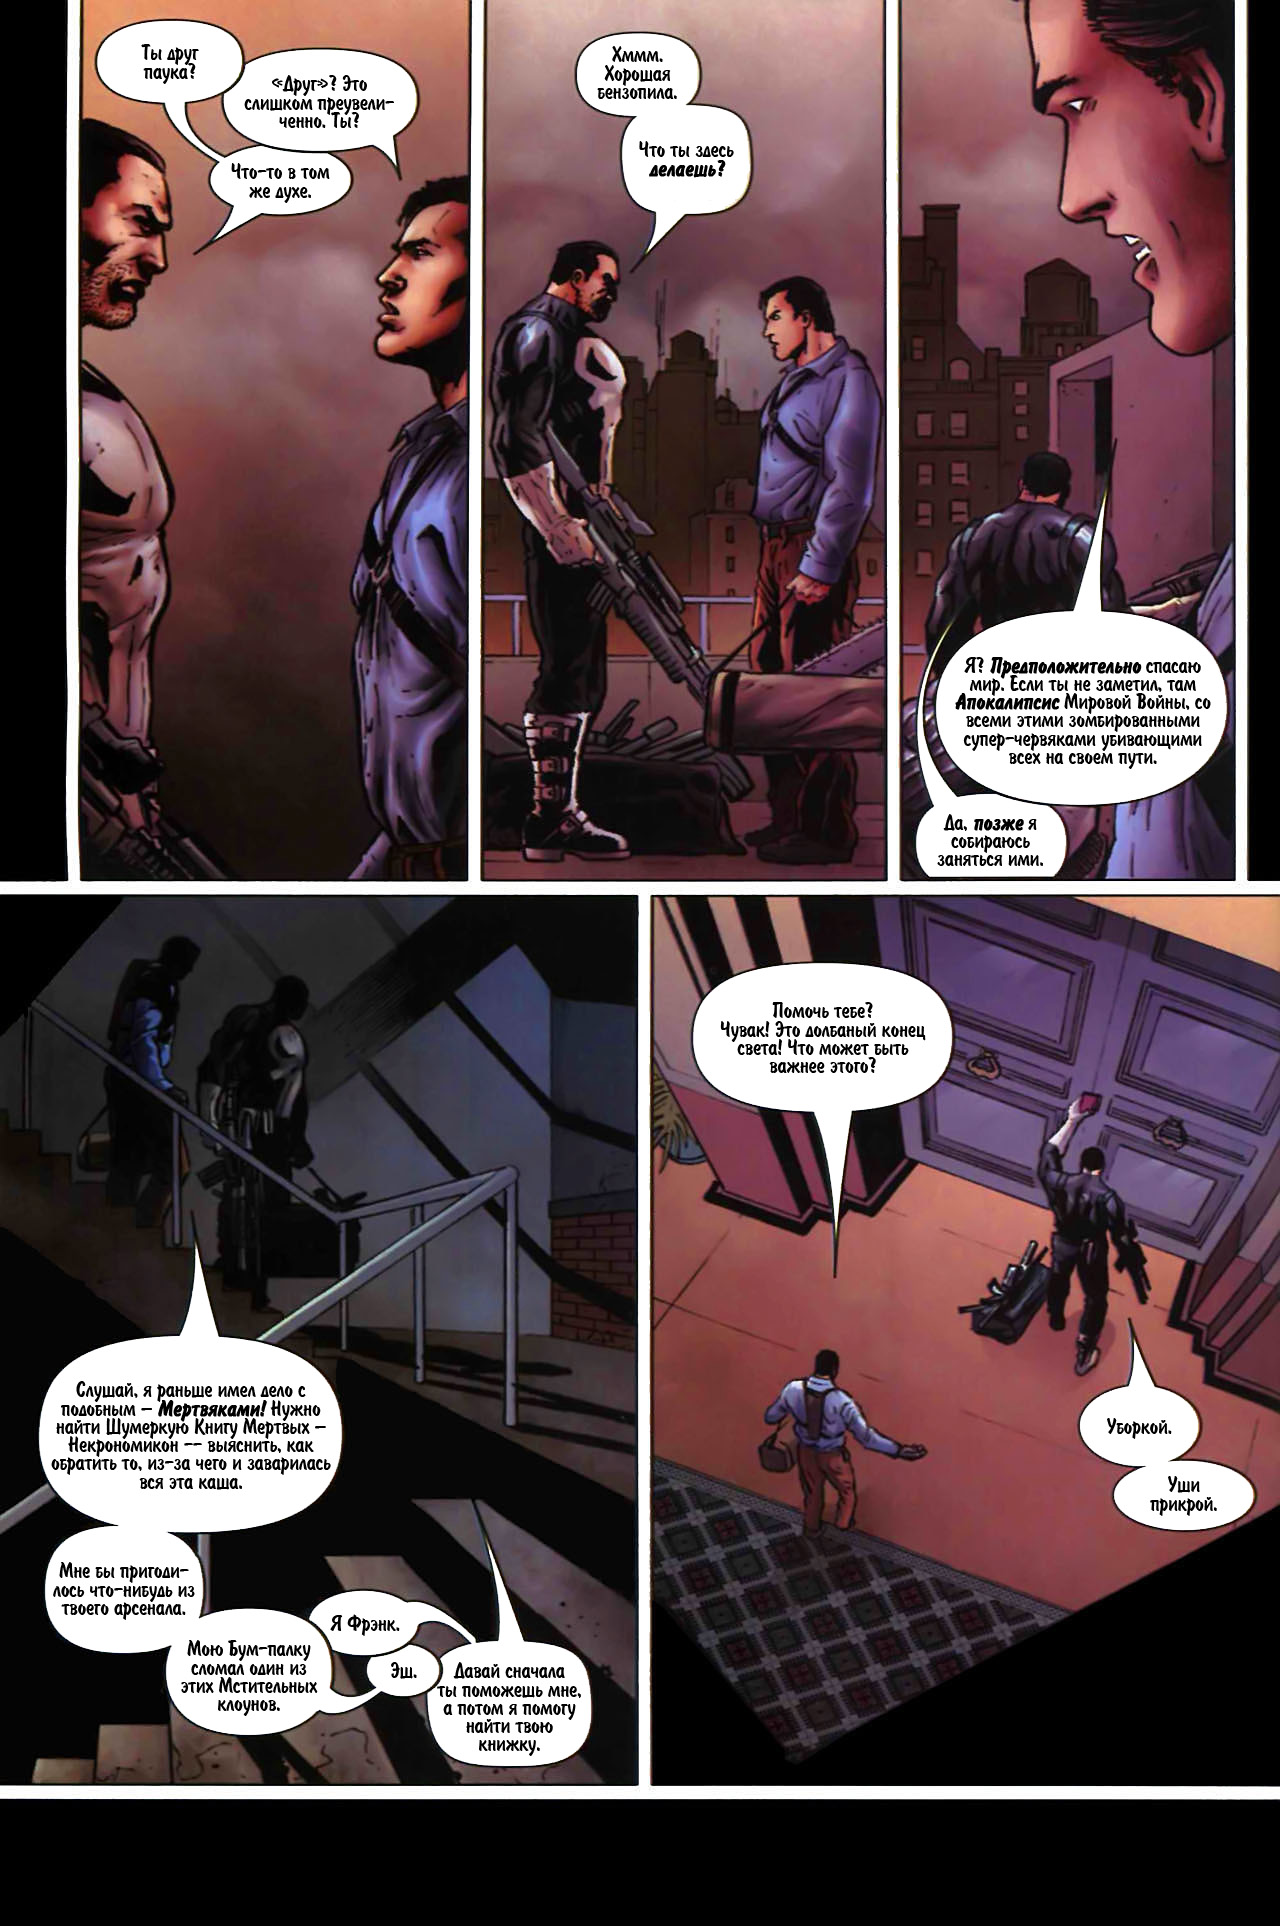 Ты друг
паука?
«Друг»? Это
слишком преувели-
ченно. Ты?
Что-то в том
же духе.
Хммм.
Хорошая
бензопила.
Что ты здесь
делаешь?
Я? Предположительно спасаю
мир. Если ты не заметил, там
Апокалипсис Мировой Войны, со
всеми этими зомбированными
супер-червяками убивающими
всех на своем пути.
Да, позже я
собираюсь
заняться ими.
Слушай, я раньше имел дело с
подобным – Мертвяками! Нужно
найти Шумеркую Книгу Мертвых –
Некрономикон -- выяснить, как
обратить то, из-за чего и заварилась
вся эта каша.
Мне бы пригоди-
лось что-нибудь из
твоего арсенала.
Мою Бум-палку
сломал один из
этих Мстительных
клоунов.
Я Фрэнк.
Эш.
Давай сначала
ты поможешь мне,
а потом я помогу
найти твою
книжку.
Помочь тебе?
Чувак! Это долбаный конец
света! Что может быть
важнее этого?
Уборкой.
Уши
прикрой.